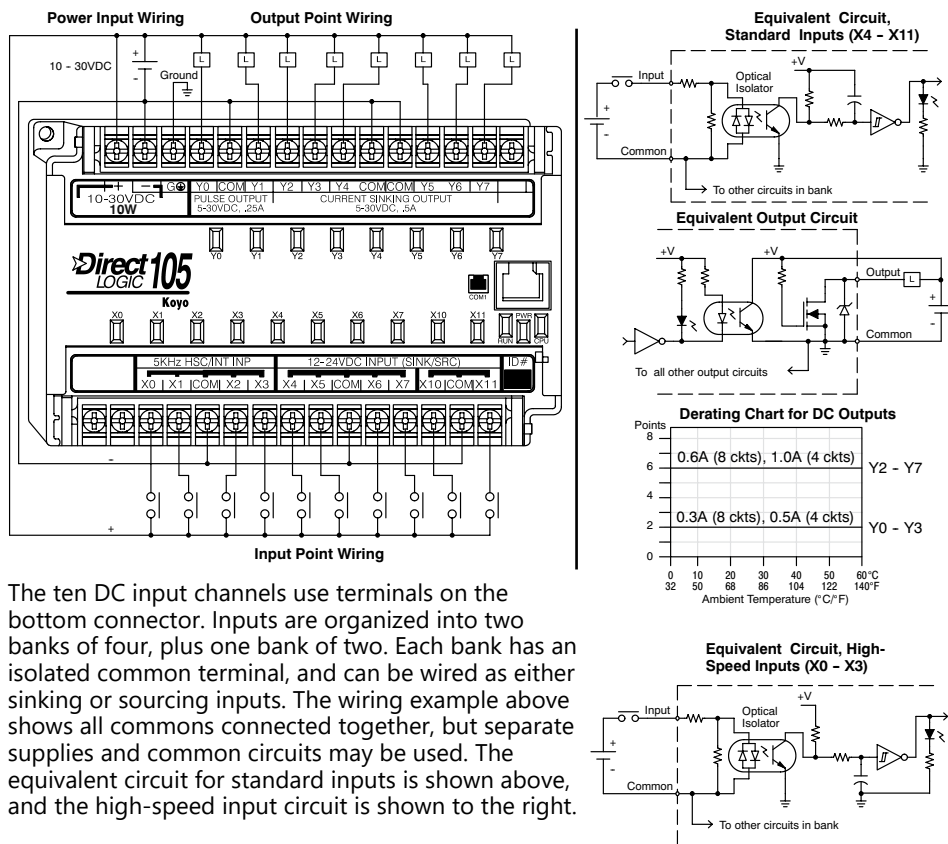 Power Input Wiring
Output Point Wiring
10 - 30VDC
+
-
Ground
L L L L L L L L
+ - G
10-30VDC
10W
Y0 COM Y1 Y2 Y3 Y4 COM COM Y5 Y6 Y7
PULSE OUTPUT
5-30VDC, .25A
CURRENT SINKING OUTPUT
5-30VDC, .5A
Y0 Y1 Y2 Y3 Y4 Y5 Y6 Y7
Direct
LOGIC 105
Koyo
COM1
X0 X1 X2 X3 X4 X5 X6 X7 X10 X11
RUN PWR CPU
5KHz HSC/INT INP
12-24VDC INPUT (SINK/SRC)
ID#
X0 X1 COM X2 X3 X4 X5 COM X6 X7 X10 COM X11
-
+
Input Point Wiring
Equivalent Circuit,
Standard Inputs (X4 - X11)
+V
Input
Optical
Isolator
+
-
Common
To other circuits in bank
Equivalent Output Circuit
+V
+V
Output
L
+
-
Common
To all other output circuits
Derating Chart for DC Outputs
Points
8
0.6A (8 ckts), 1.0A (4 ckts)
6
Y2 - Y7
4
0.3A (8 ckts), 0.5A (4 ckts)
2
Y0 - Y3
0
0 10 20 30 40 50 60°C
32 50 68 86 104 122 140°F
Ambient Temperature (°C/°F)
The ten DC input channels use terminals on the
bottom connector. Inputs are organized into two
banks of four, plus one bank of two. Each bank has an
isolated common terminal, and can be wired as either
sinking or sourcing inputs. The wiring example above
shows all commons connected together, but separate
supplies and common circuits may be used. The
equivalent circuit for standard inputs is shown above,
and the high-speed input circuit is shown to the right.
Equivalent Circuit, High-
Speed Inputs (X0 - X3)
+V
Input
Optical
Isolator
+
-
Common
To other circuits in bank